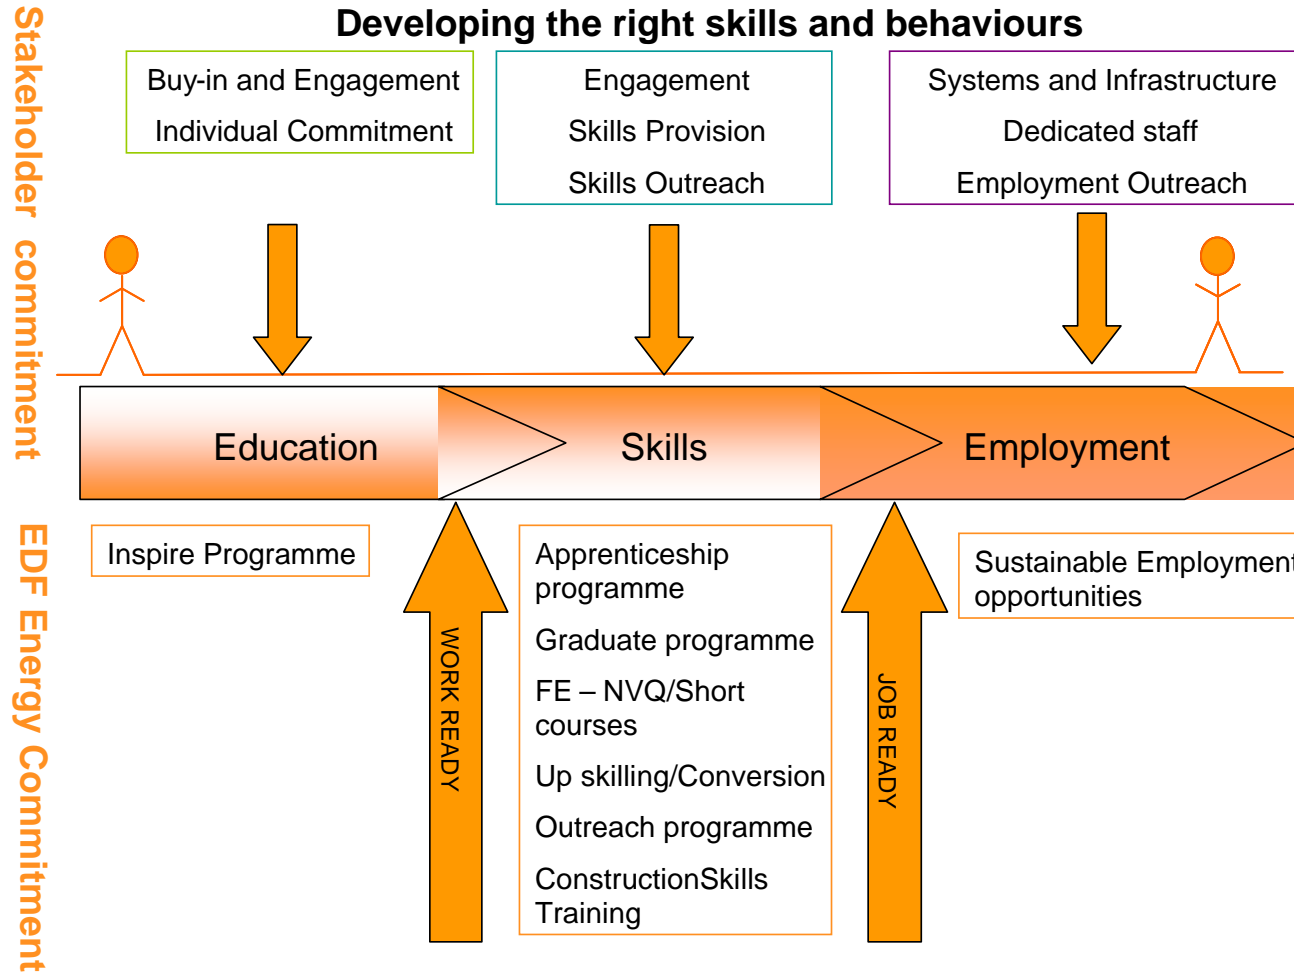 Developing the right skills and behaviours
Stakeholder commitment
Buy-in and Engagement
Individual Commitment
Engagement
Skills Provision
Skills Outreach
Systems and Infrastructure
Dedicated staff
Employment Outreach
Education
Skills
Employment
EDF Energy Commitment
Inspire Programme
WORK READY
Apprenticeship
programme
Graduate programme
FE – NVQ/Short
courses
Up skilling/Conversion
Outreach programme
ConstructionSkills
Training
JOB READY
Sustainable Employment
opportunities